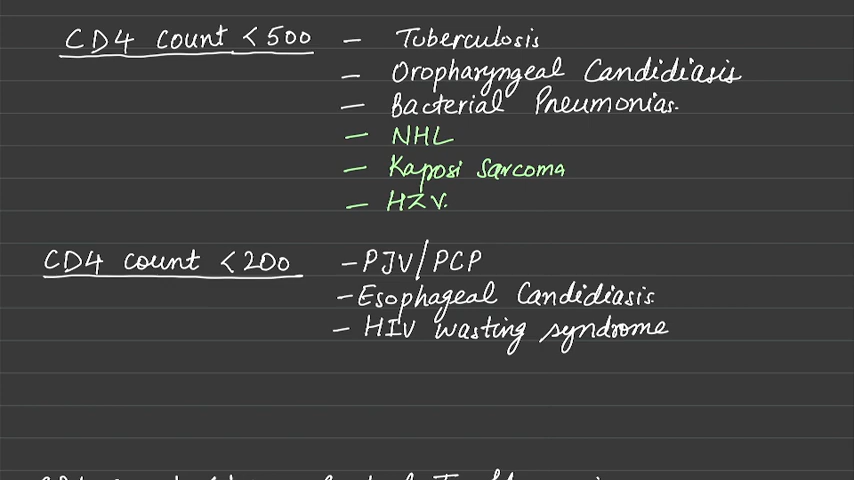 CD4 count <500 - Tuberculosis
- Oropharyngeal Candidiasis
- Bacterial Pneumonias.
- NHL
- Kaposi Sarcoma
- HZV.
CD4 count <200 - PJV/PCP
- Esophageal Candidiasis
- HIV wasting syndrome